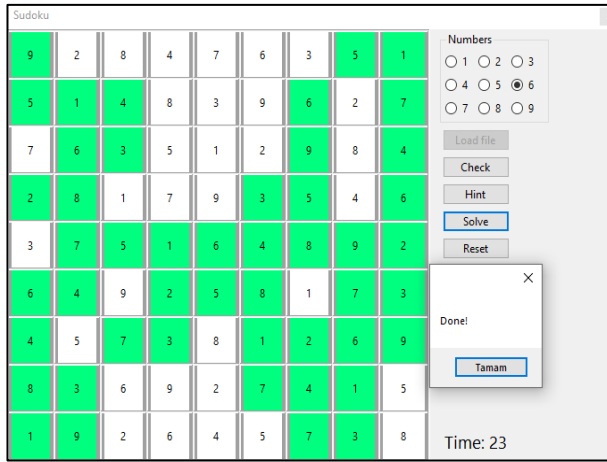 Sudoku
9 2 8 4 7 6 3 5 1
5 1 4 8 3 9 6 2 7
7 6 3 5 1 2 9 8 4
2 8 1 7 9 3 5 4 6
3 7 5 1 6 4 8 9 2
6 4 9 2 5 8 1 7 3
4 5 7 3 8 1 2 6 9
8 3 6 9 2 7 4 1 5
1 9 2 6 4 5 7 3 8
Numbers
1 2 3
4 5 6
7 8 9
Load file
Check
Hint
Solve
Reset
Done!
Tamam
Time: 23